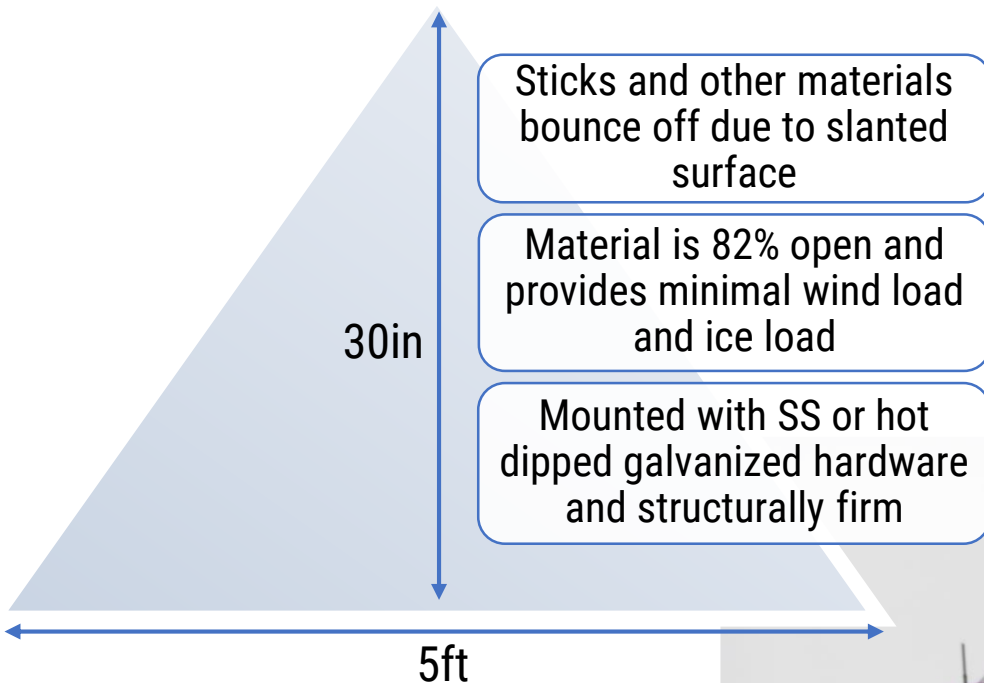 Sticks and other materials
bounce off due to slanted
surface
Material is 82% open and
provides minimal wind load
and ice load
30in
Mounted with SS or hot
dipped galvanized hardware
and structurally firm
5ft